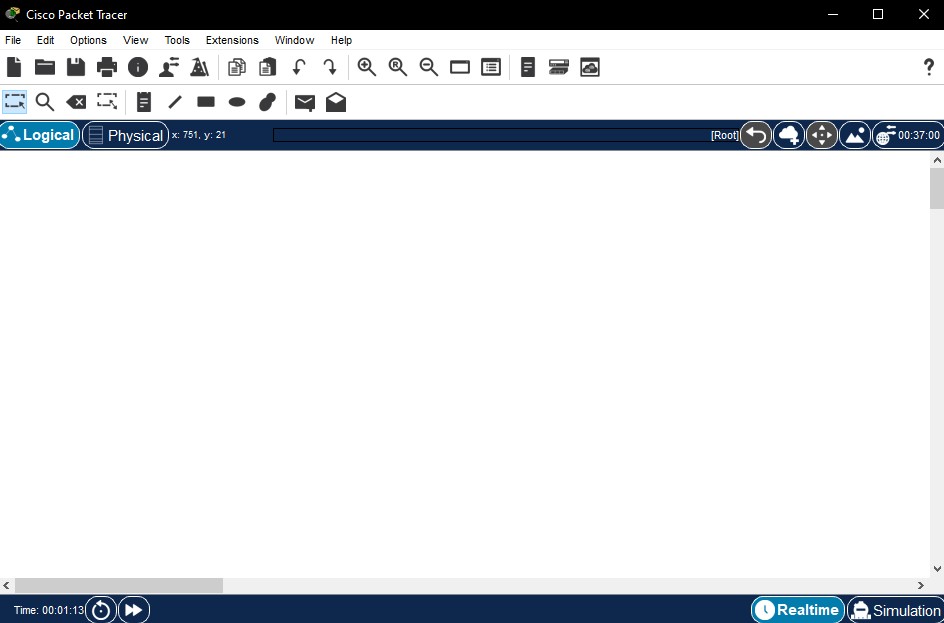 Cisco Packet Tracer
File Edit Options View Tools Extensions Window Help
Logical Physical x: 751, y: 21 [Root] 00:37:00
Time: 00:01:13 Realtime Simulation